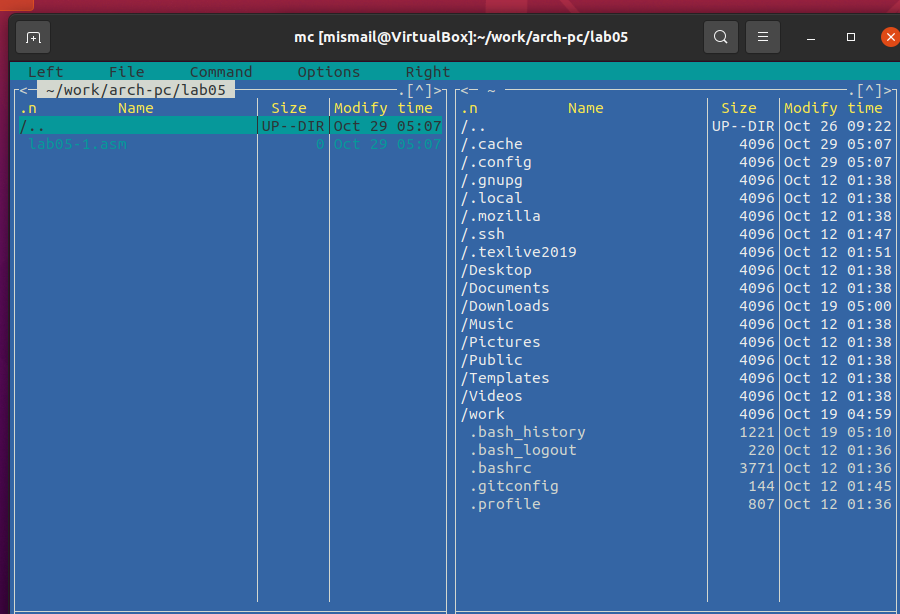 mc [mismail@VirtualBox]:~/work/arch-pc/lab05
Left File Command Options Right
<- ~/work/arch-pc/lab05 .[^]>
.n Name Size Modify time
/.. UP--DIR Oct 29 05:07
lab05-1.asm 0 Oct 29 05:07
<- ~ .[^]>
.n Name Size Modify time
/.. UP--DIR Oct 26 09:22
/.cache 4096 Oct 29 05:07
/.config 4096 Oct 29 05:07
/.gnupg 4096 Oct 12 01:38
/.local 4096 Oct 12 01:38
/.mozilla 4096 Oct 12 01:38
/.ssh 4096 Oct 12 01:47
/.texlive2019 4096 Oct 12 01:51
/Desktop 4096 Oct 12 01:38
/Documents 4096 Oct 12 01:38
/Downloads 4096 Oct 19 05:00
/Music 4096 Oct 12 01:38
/Pictures 4096 Oct 12 01:38
/Public 4096 Oct 12 01:38
/Templates 4096 Oct 12 01:38
/Videos 4096 Oct 12 01:38
/work 4096 Oct 19 04:59
.bash_history 1221 Oct 19 05:10
.bash_logout 220 Oct 12 01:36
.bashrc 3771 Oct 12 01:36
.gitconfig 144 Oct 12 01:45
.profile 807 Oct 12 01:36